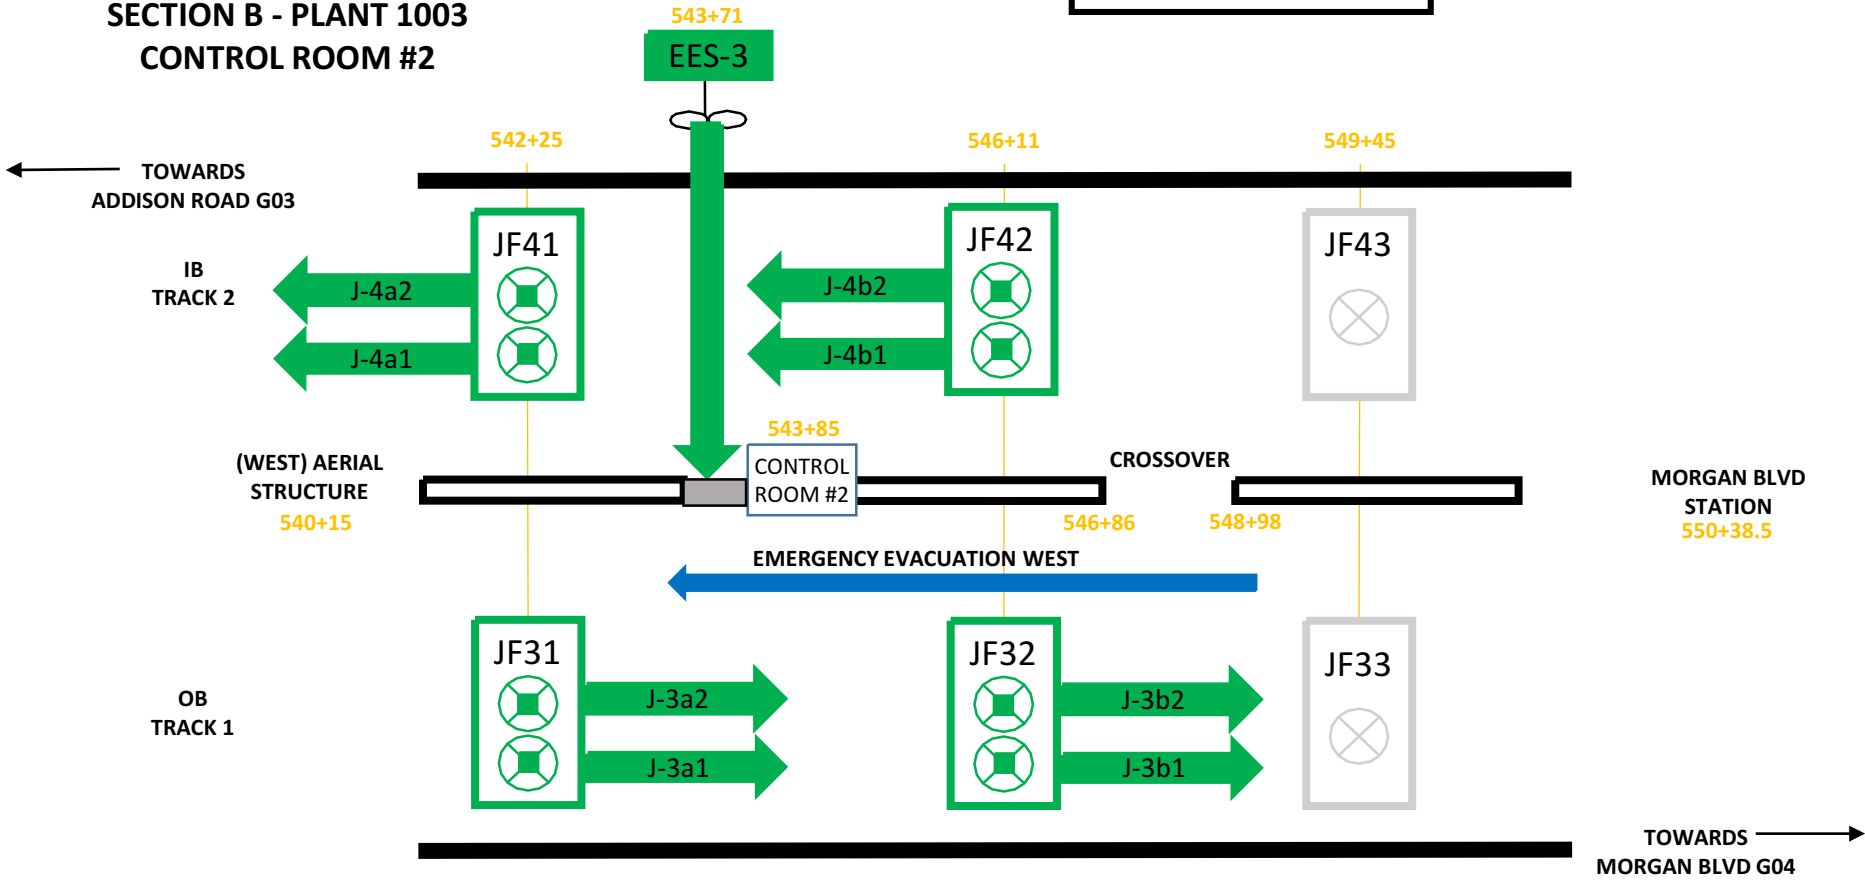 SECTION B - PLANT 1003
CONTROL ROOM #2
543+71
EES-3
542+25
546+11
549+45
TOWARDS
ADDISON ROAD G03
IB
TRACK 2
JF41
J-4a2
J-4a1
JF42
J-4b2
J-4b1
JF43
(WEST) AERIAL
STRUCTURE
540+15
543+85
CONTROL
ROOM #2
CROSSOVER
546+86
548+98
MORGAN BLVD
STATION
550+38.5
EMERGENCY EVACUATION WEST
OB
TRACK 1
JF31
J-3a2
J-3a1
JF32
J-3b2
J-3b1
JF33
TOWARDS
MORGAN BLVD G04